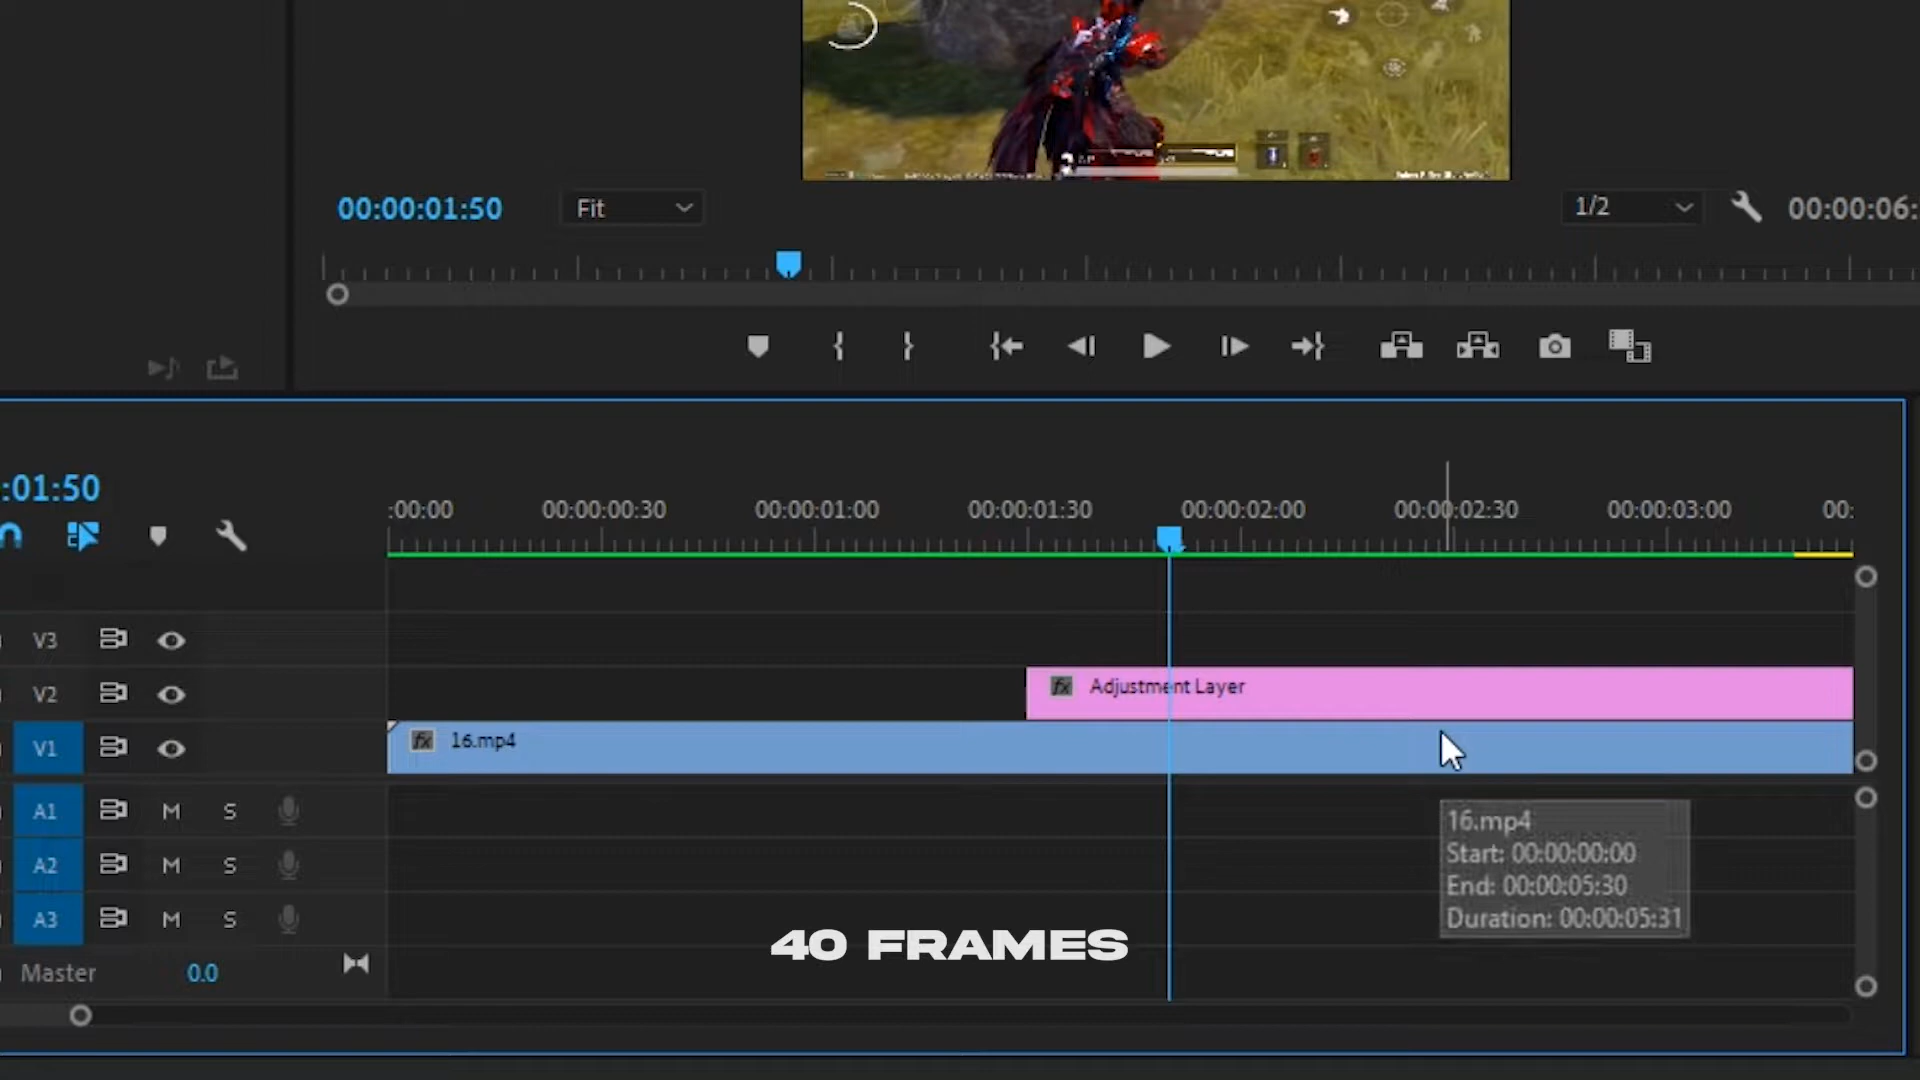 00:00:01:50
Fit
1/2
00:00:06:
:01:50
:00:00
00:00:00:30
00:00:01:00
00:00:01:30
00:00:02:00
00:00:02:30
00:00:03:00
00:
V3
V2
fx Adjustment Layer
V1
fx 16.mp4
A1 M S
A2 M S
A3 M S
16.mp4
Start: 00:00:00:00
End: 00:00:05:30
Duration: 00:00:05:31
40 FRAMES
Master 0.0